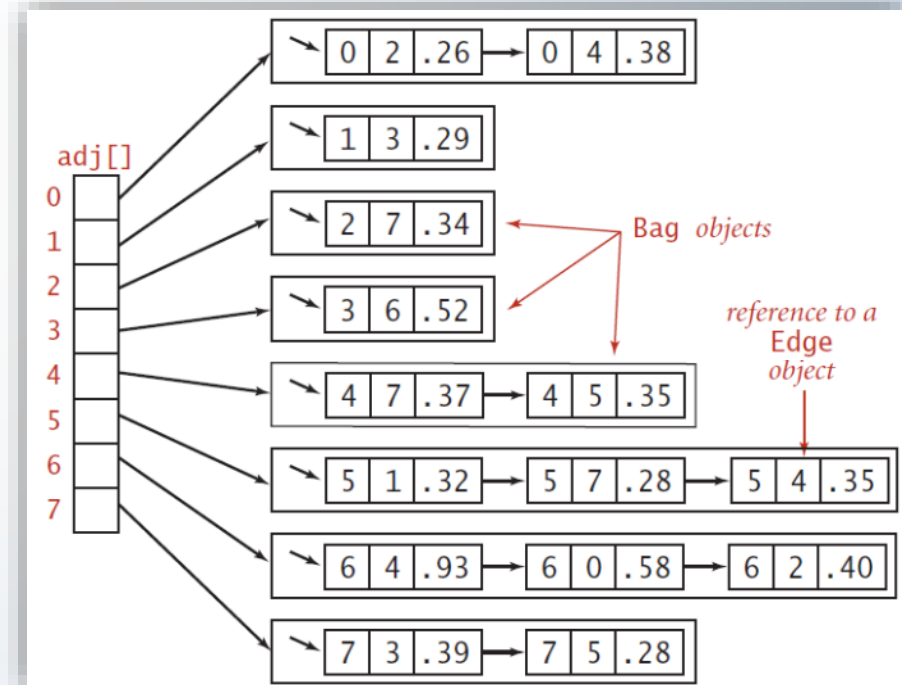 0 2 .26 0 4 .38
1 3 .29
adj[]
0
2 7 .34
Bag objects
1
2
3 6 .52
reference to a
Edge
object
3
4
4 7 .37 4 5 .35
5
5 1 .32 5 7 .28 5 4 .35
6
7
6 4 .93 6 0 .58 6 2 .40
7 3 .39 7 5 .28